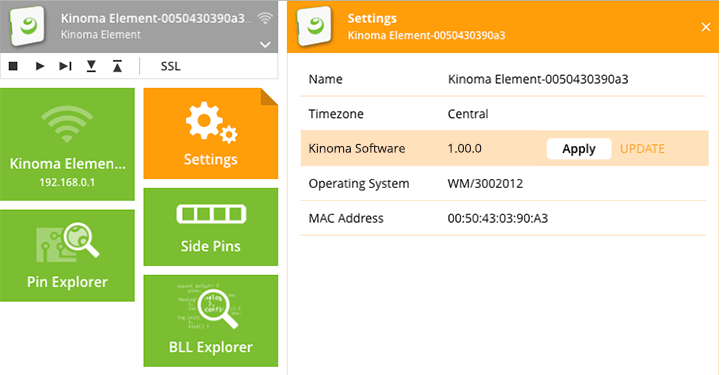 Kinoma Element-0050430390a3
Kinoma Element
SSL
Kinoma Elemen...
192.168.0.1
Settings
Pin Explorer
Side Pins
BLL Explorer
Settings
Kinoma Element-0050430390a3
Name Kinoma Element-0050430390a3
Timezone Central
Kinoma Software 1.00.0 Apply UPDATE
Operating System WM/3002012
MAC Address 00:50:43:03:90:A3